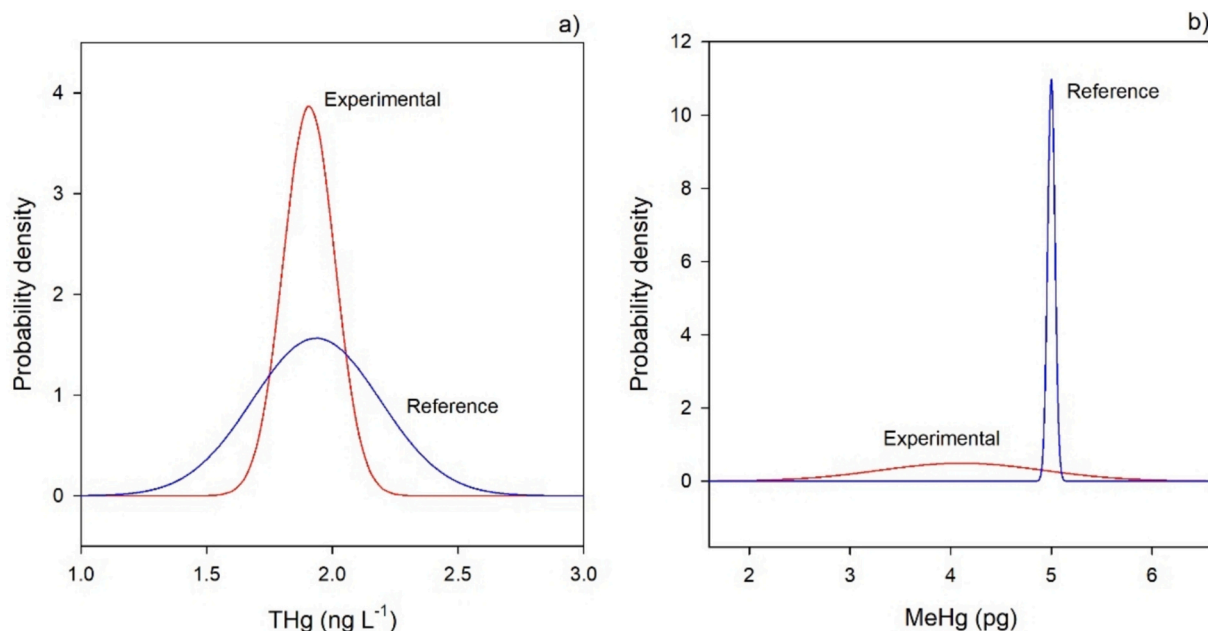 a)
Probability density
4
3
2
1
0
Experimental
Reference
1.0 1.5 2.0 2.5 3.0
THg (ng L⁻¹)
b)
Probability density
12
10
8
6
4
2
0
Reference
Experimental
2 3 4 5 6
MeHg (pg)